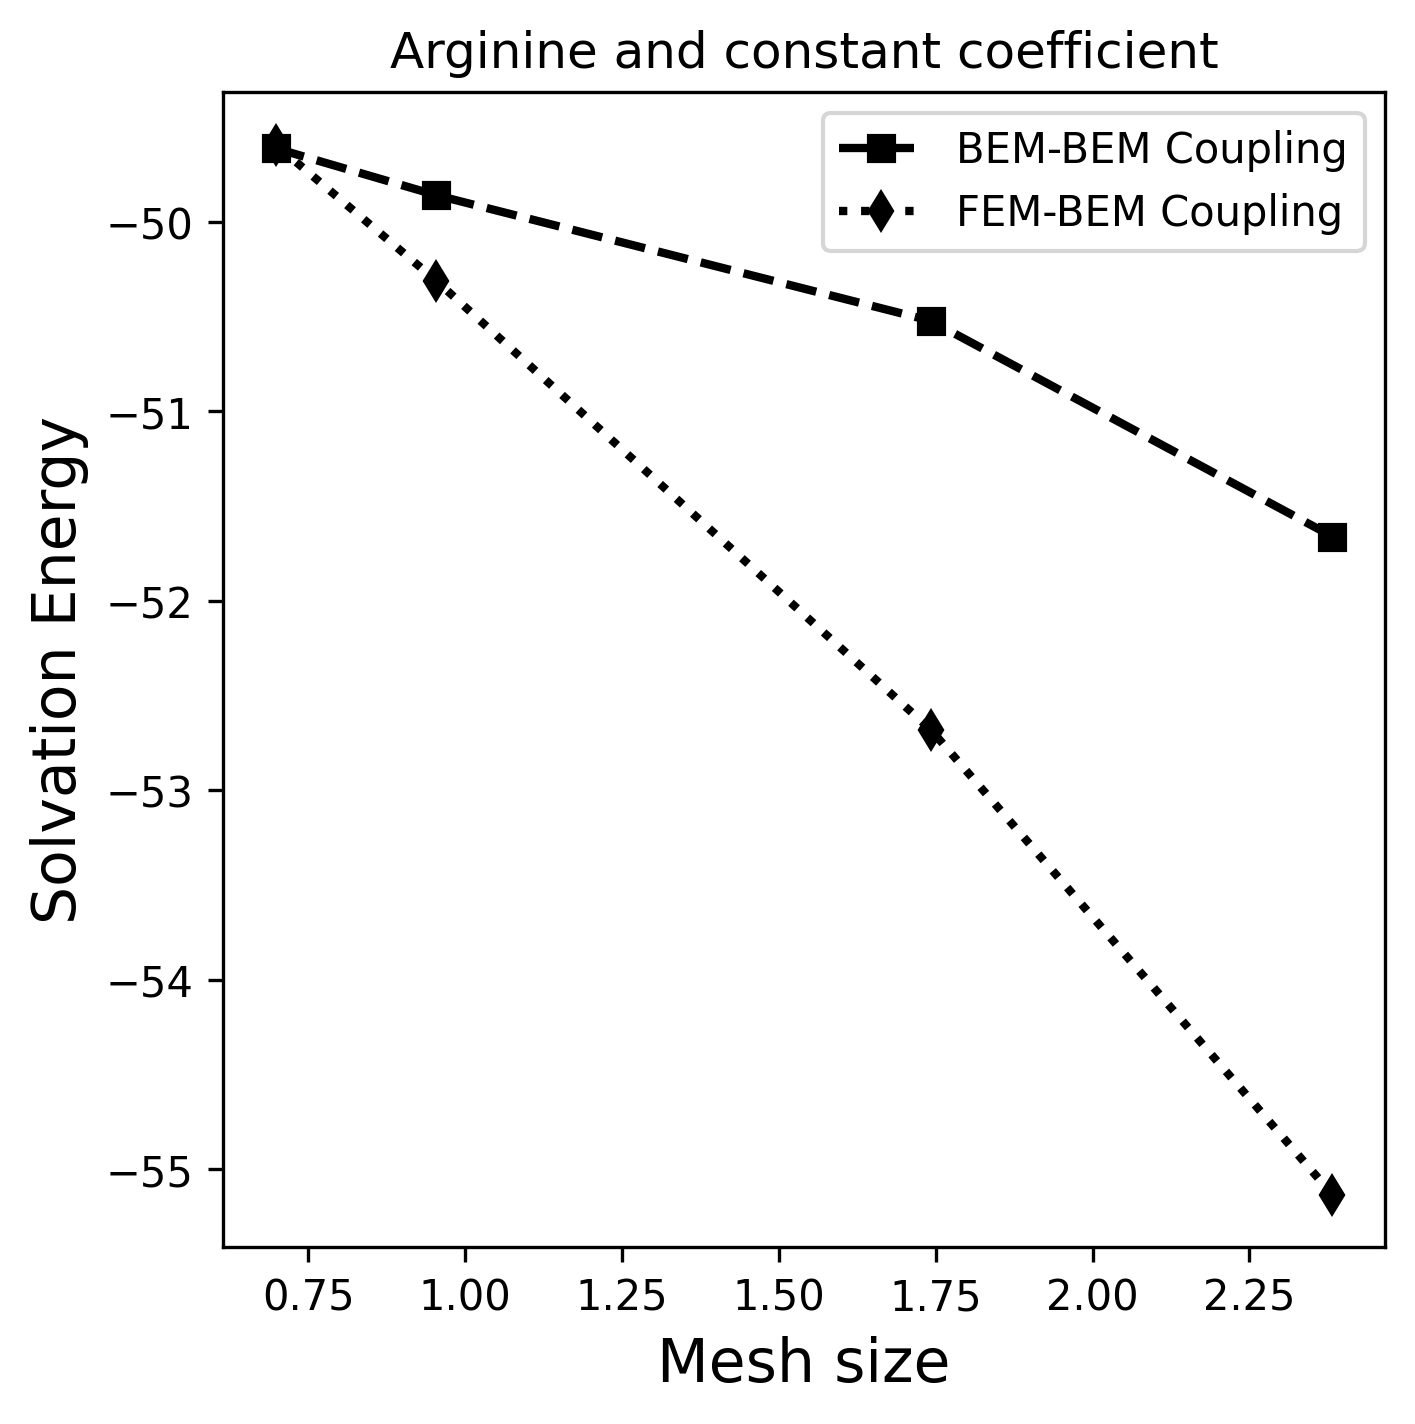 Arginine and constant coefficient
BEM-BEM Coupling
FEM-BEM Coupling
Solvation Energy
−50
−51
−52
−53
−54
−55
0.75 1.00 1.25 1.50 1.75 2.00 2.25
Mesh size